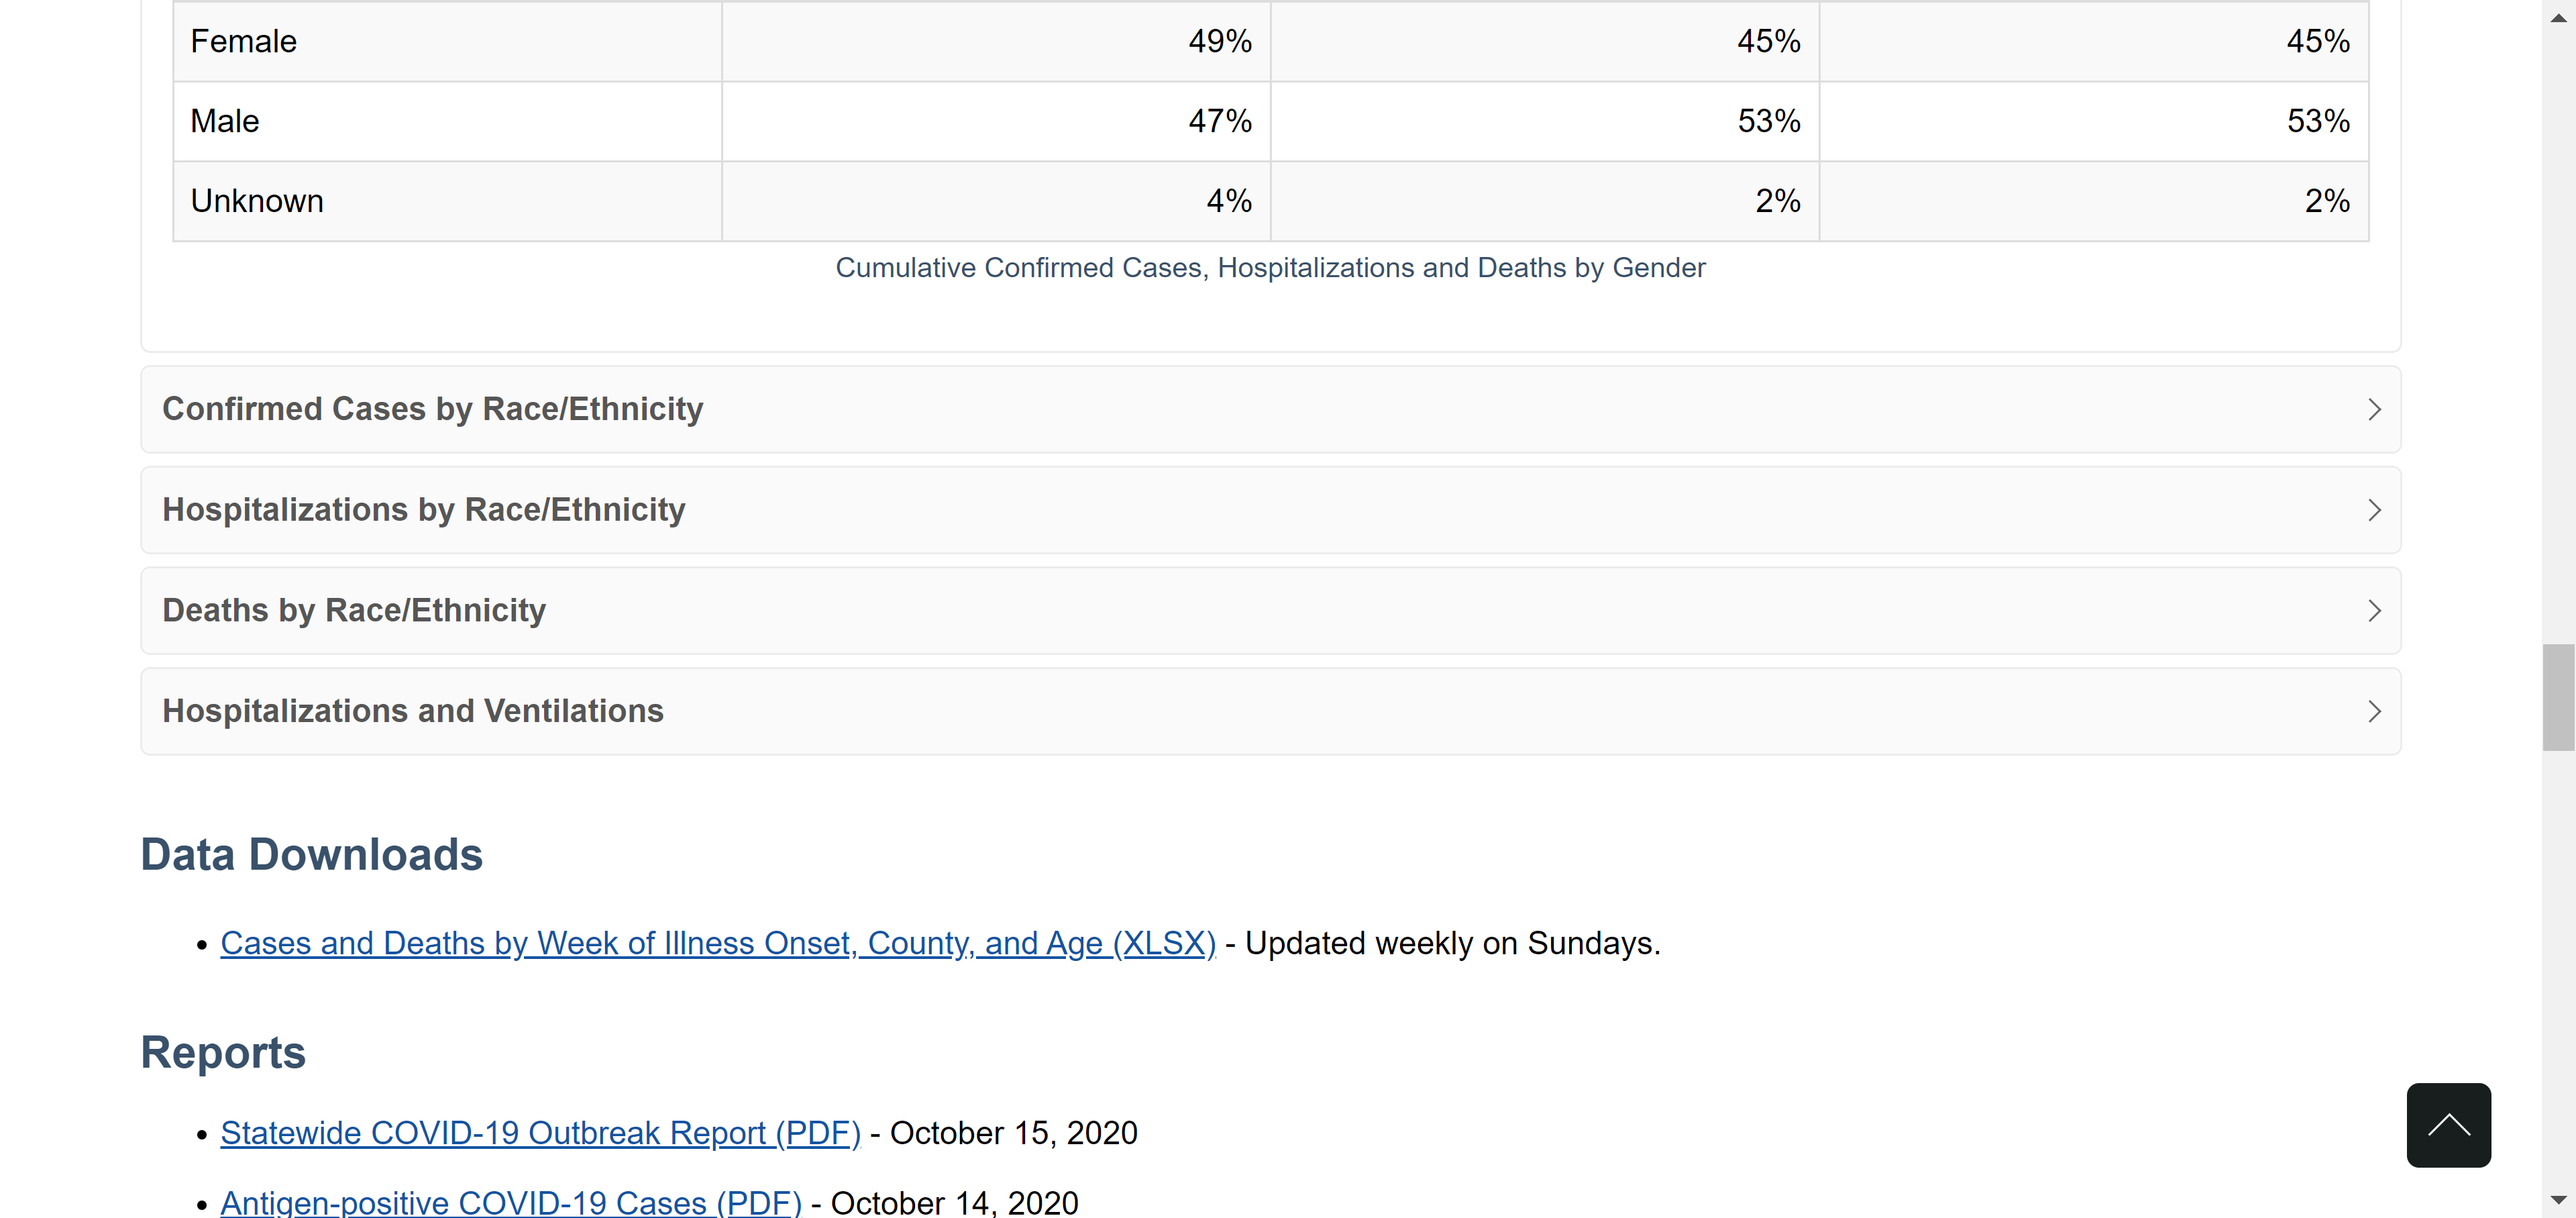 Female 49% 45% 45%
Male 47% 53% 53%
Unknown 4% 2% 2%
Cumulative Confirmed Cases, Hospitalizations and Deaths by Gender
Confirmed Cases by Race/Ethnicity
Hospitalizations by Race/Ethnicity
Deaths by Race/Ethnicity
Hospitalizations and Ventilations
Data Downloads
• Cases and Deaths by Week of Illness Onset, County, and Age (XLSX) - Updated weekly on Sundays.
Reports
• Statewide COVID-19 Outbreak Report (PDF) - October 15, 2020
• Antigen-positive COVID-19 Cases (PDF) - October 14, 2020